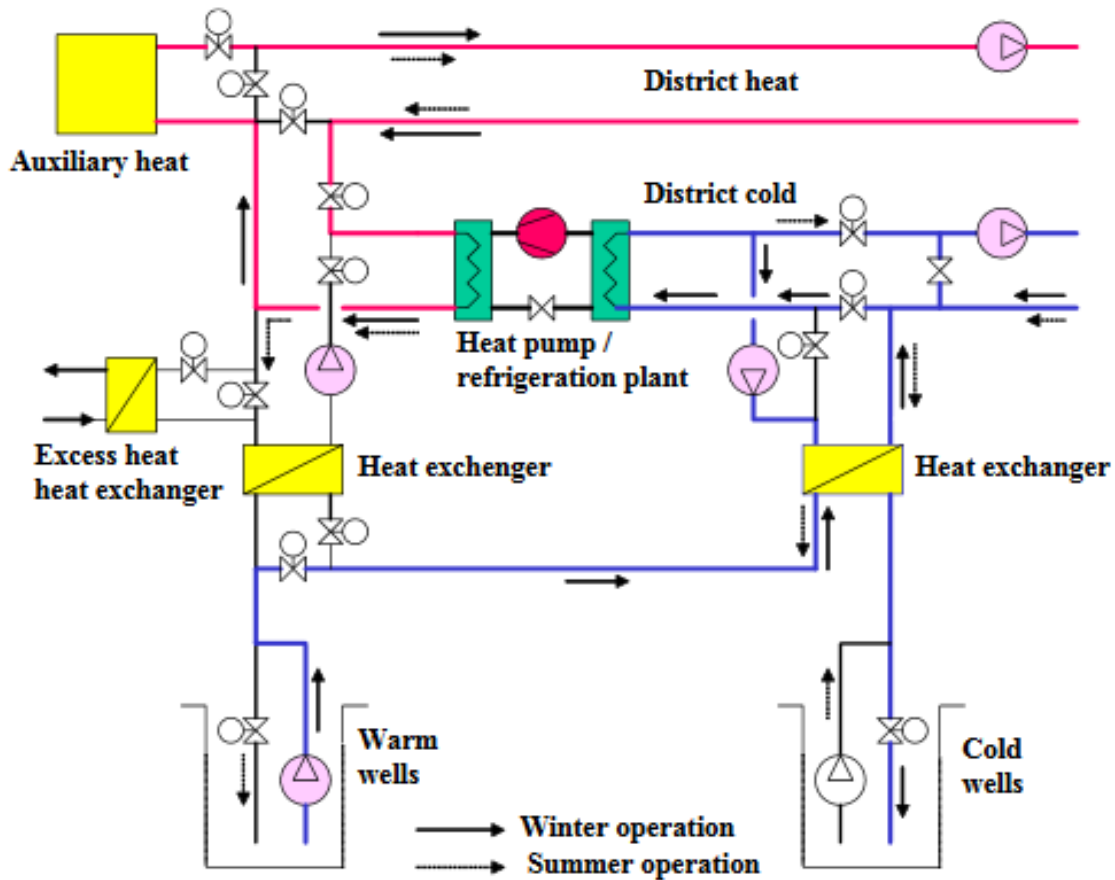 District heat
Auxiliary heat
District cold
Heat pump /
refrigeration plant
Excess heat
heat exchanger
Heat exchenger
Heat exchanger
Warm
wells
Cold
wells
Winter operation
Summer operation